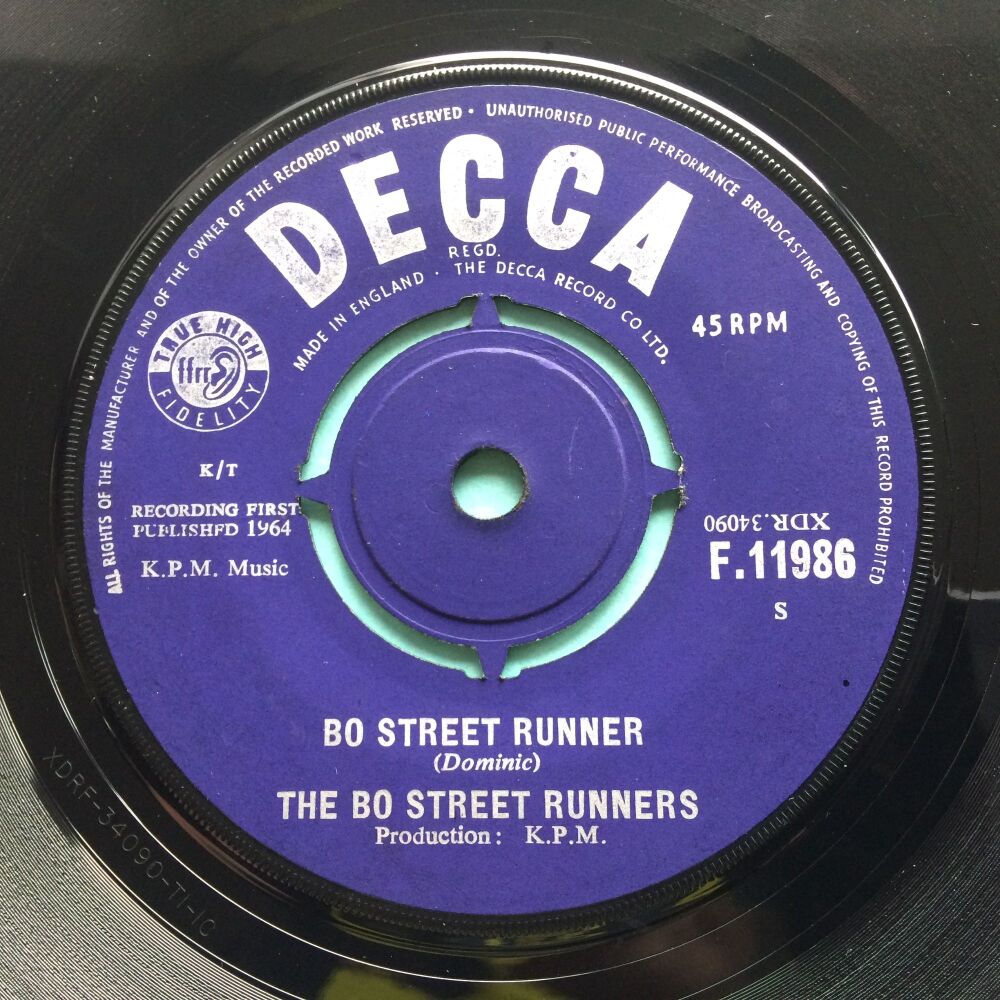 ALL RIGHTS OF THE MANUFACTURER AND OF THE OWNER OF THE RECORDED WORK RESERVED · UNAUTHORISED PUBLIC PERFORMANCE BROADCASTING AND COPYING OF THIS RECORD PROHIBITED
DECCA
REGD.
MADE IN ENGLAND · THE DECCA RECORD CO LTD.
TRUE HIGH
ffrr
FIDELITY
45 RPM
K/T
RECORDING FIRST
PUBLISHED 1964
K.P.M. Music
XDR.34090
F.11986
S
BO STREET RUNNER
(Dominic)
THE BO STREET RUNNERS
Production: K.P.M.
XDRF-34090-T1-1C